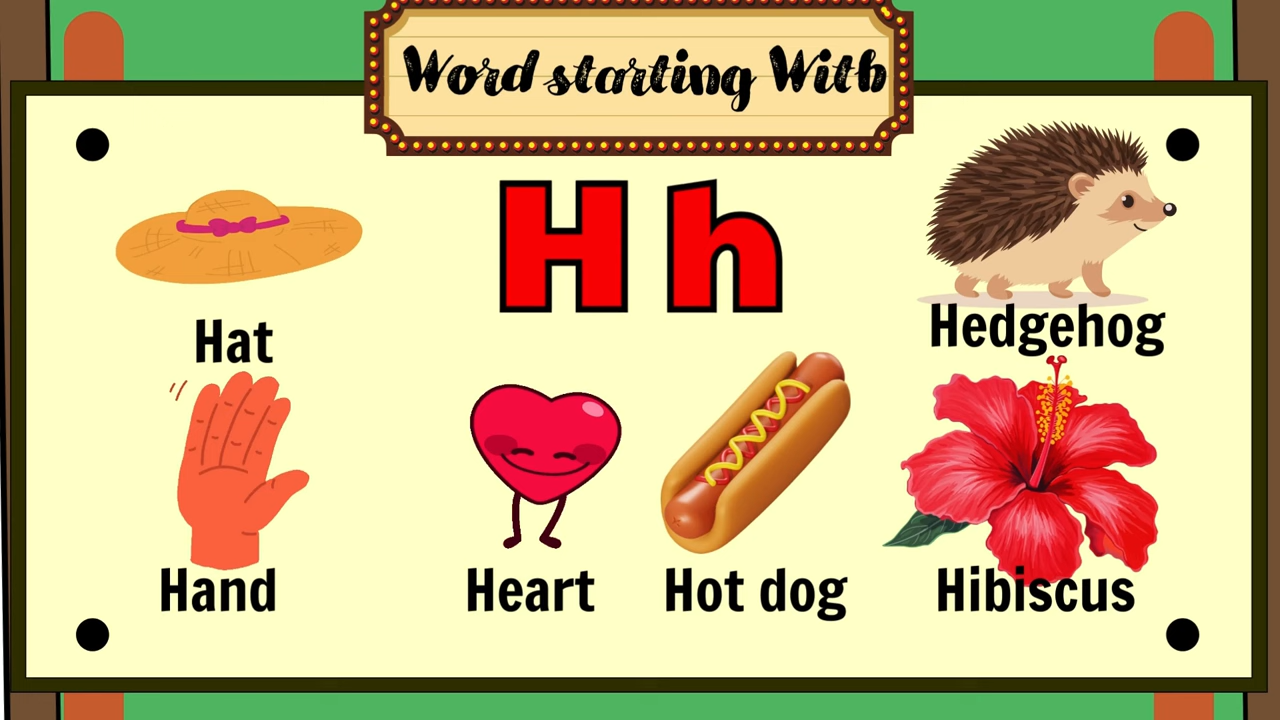 Word starting With
H h
Hat
Hedgehog
Hand
Heart
Hot dog
Hibiscus